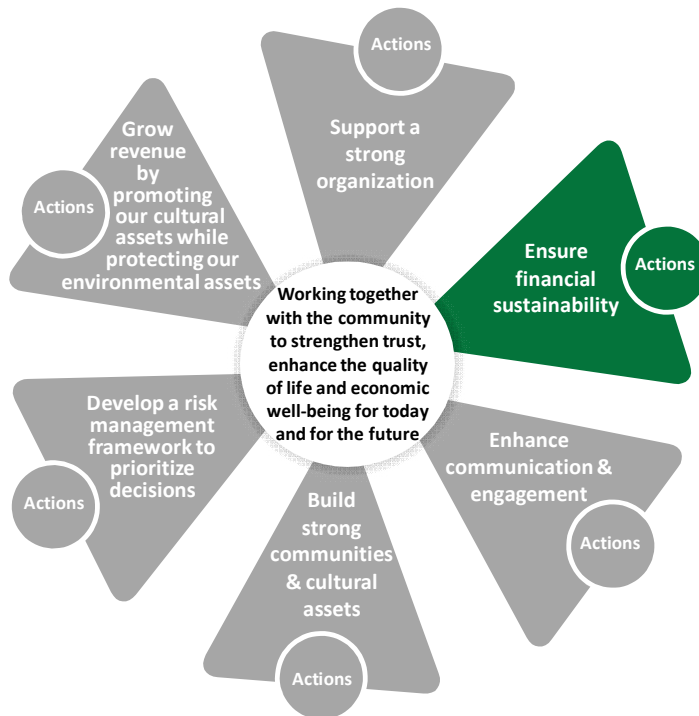 Actions
Support a
strong
organization
Actions
Ensure
financial
sustainability
Enhance
communication &
engagement
Actions
Build
strong
communities
& cultural
assets
Actions
Develop a risk
management
framework to
prioritize
decisions
Actions
Grow
revenue
by
promoting
our cultural
assets while
protecting our
environmental assets
Actions
Working together
with the community
to strengthen trust,
enhance the quality
of life and economic
well-being for today
and for the future